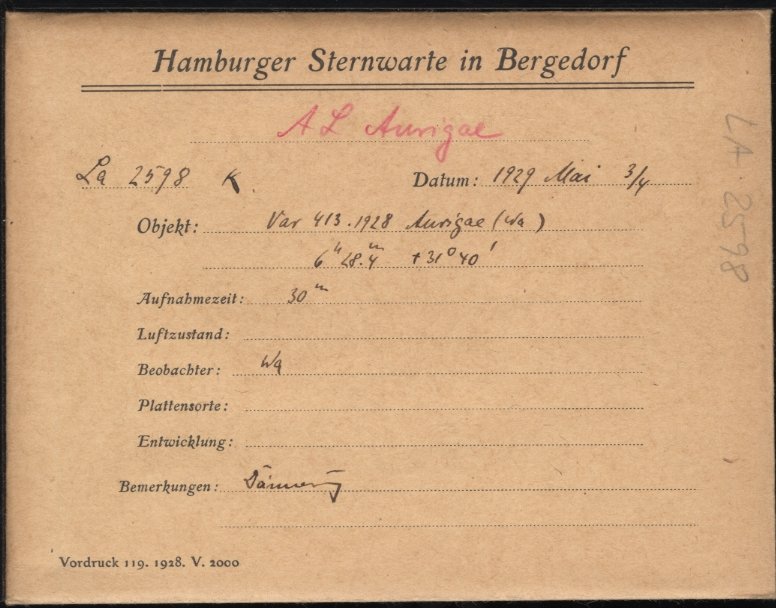 Hamburger Sternwarte in Bergedorf
AL Aurigae
La 2598 K. Datum: 1929 Mai 3/4
Objekt: Var 413.1928 Aurigae (Wa)
6ʰ 28.4ᵐ +31° 40'
Aufnahmezeit: 30ᵐ
Luftzustand:
Beobachter: Wa
Plattensorte:
Entwicklung:
Bemerkungen: Dämmerg
Vordruck 119. 1928. V. 2000
LA 2598